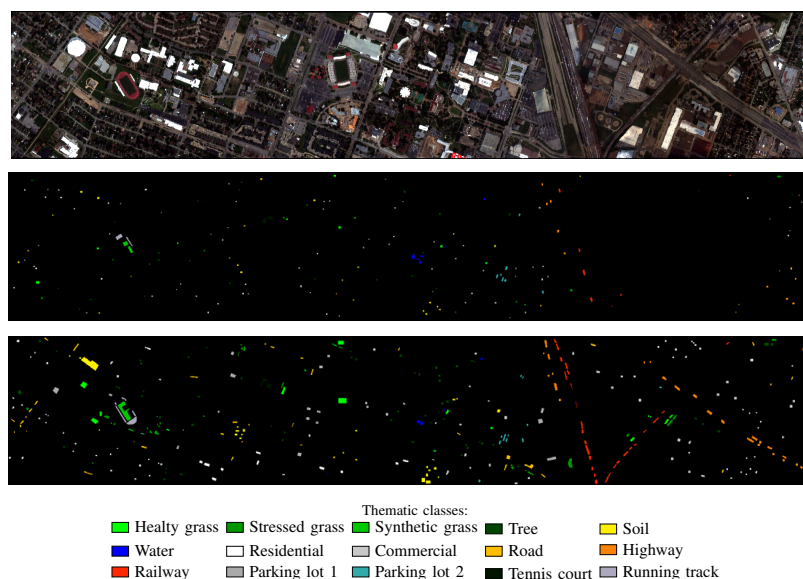 Thematic classes:
Healty grass Stressed grass Synthetic grass Tree Soil
Water Residential Commercial Road Highway
Railway Parking lot 1 Parking lot 2 Tennis court Running track